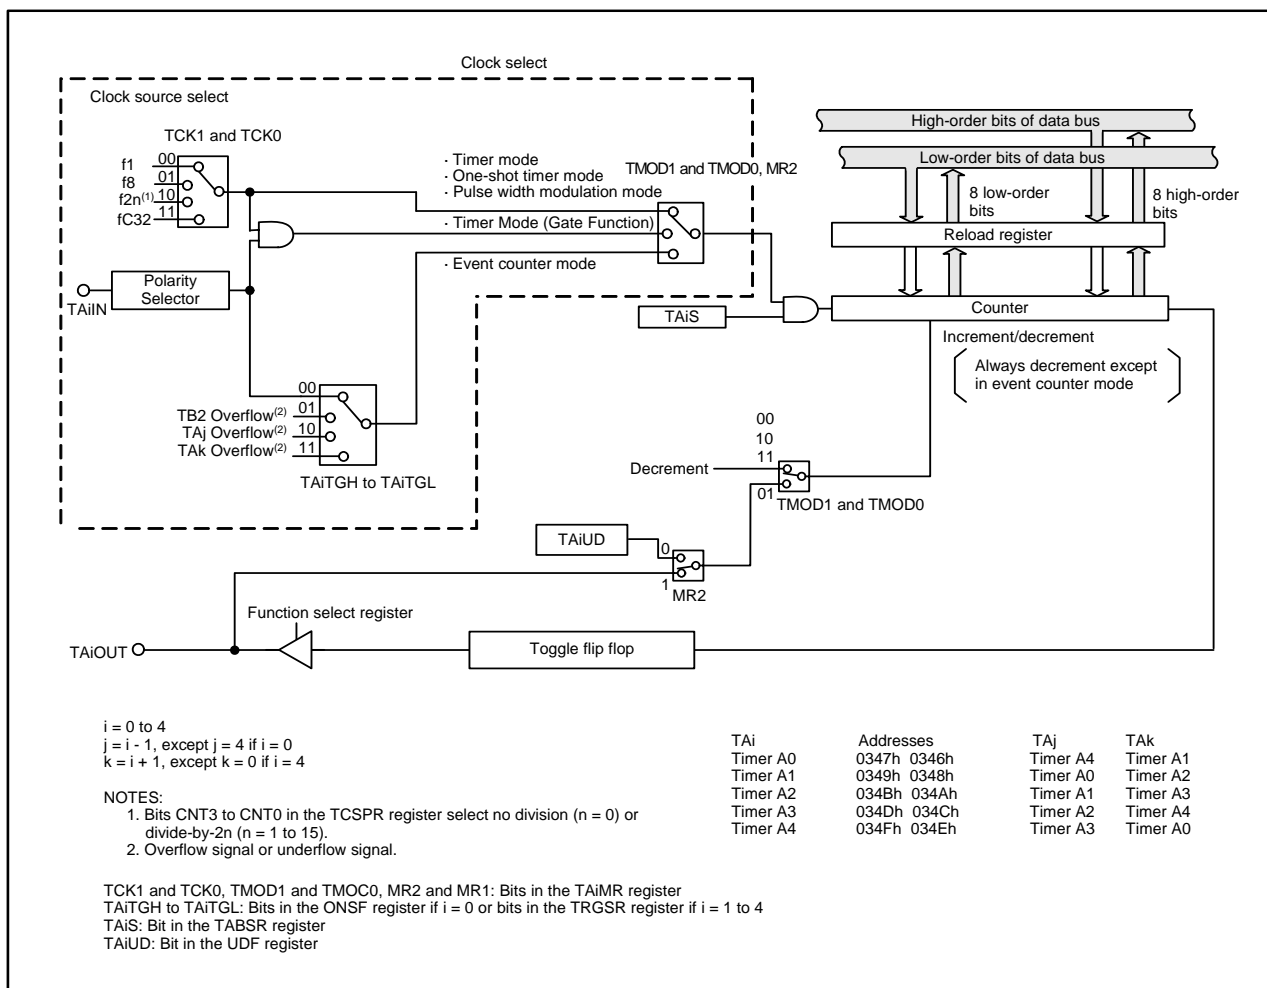 Clock select
Clock source select
TCK1 and TCK0
f1 00
f8 01
f2n(1) 10
fC32 11
· Timer mode
· One-shot timer mode
· Pulse width modulation mode
TMOD1 and TMOD0, MR2
· Timer Mode (Gate Function)
· Event counter mode
High-order bits of data bus
Low-order bits of data bus
8 low-order
bits
8 high-order
bits
Reload register
Polarity
Selector
TAiIN
TAiS
Counter
Increment/decrement
Always decrement except
in event counter mode
00
TB2 Overflow(2) 01
TAj Overflow(2) 10
TAk Overflow(2) 11
TAiTGH to TAiTGL
00
10
11
Decrement
01
TMOD1 and TMOD0
TAiUD
0
1
MR2
Function select register
TAiOUT
Toggle flip flop
i = 0 to 4
j = i - 1, except j = 4 if i = 0
k = i + 1, except k = 0 if i = 4
NOTES:
1. Bits CNT3 to CNT0 in the TCSPR register select no division (n = 0) or
divide-by-2n (n = 1 to 15).
2. Overflow signal or underflow signal.
TAi Addresses TAj TAk
Timer A0 0347h 0346h Timer A4 Timer A1
Timer A1 0349h 0348h Timer A0 Timer A2
Timer A2 034Bh 034Ah Timer A1 Timer A3
Timer A3 034Dh 034Ch Timer A2 Timer A4
Timer A4 034Fh 034Eh Timer A3 Timer A0
TCK1 and TCK0, TMOD1 and TMOC0, MR2 and MR1: Bits in the TAiMR register
TAiTGH to TAiTGL: Bits in the ONSF register if i = 0 or bits in the TRGSR register if i = 1 to 4
TAiS: Bit in the TABSR register
TAiUD: Bit in the UDF register